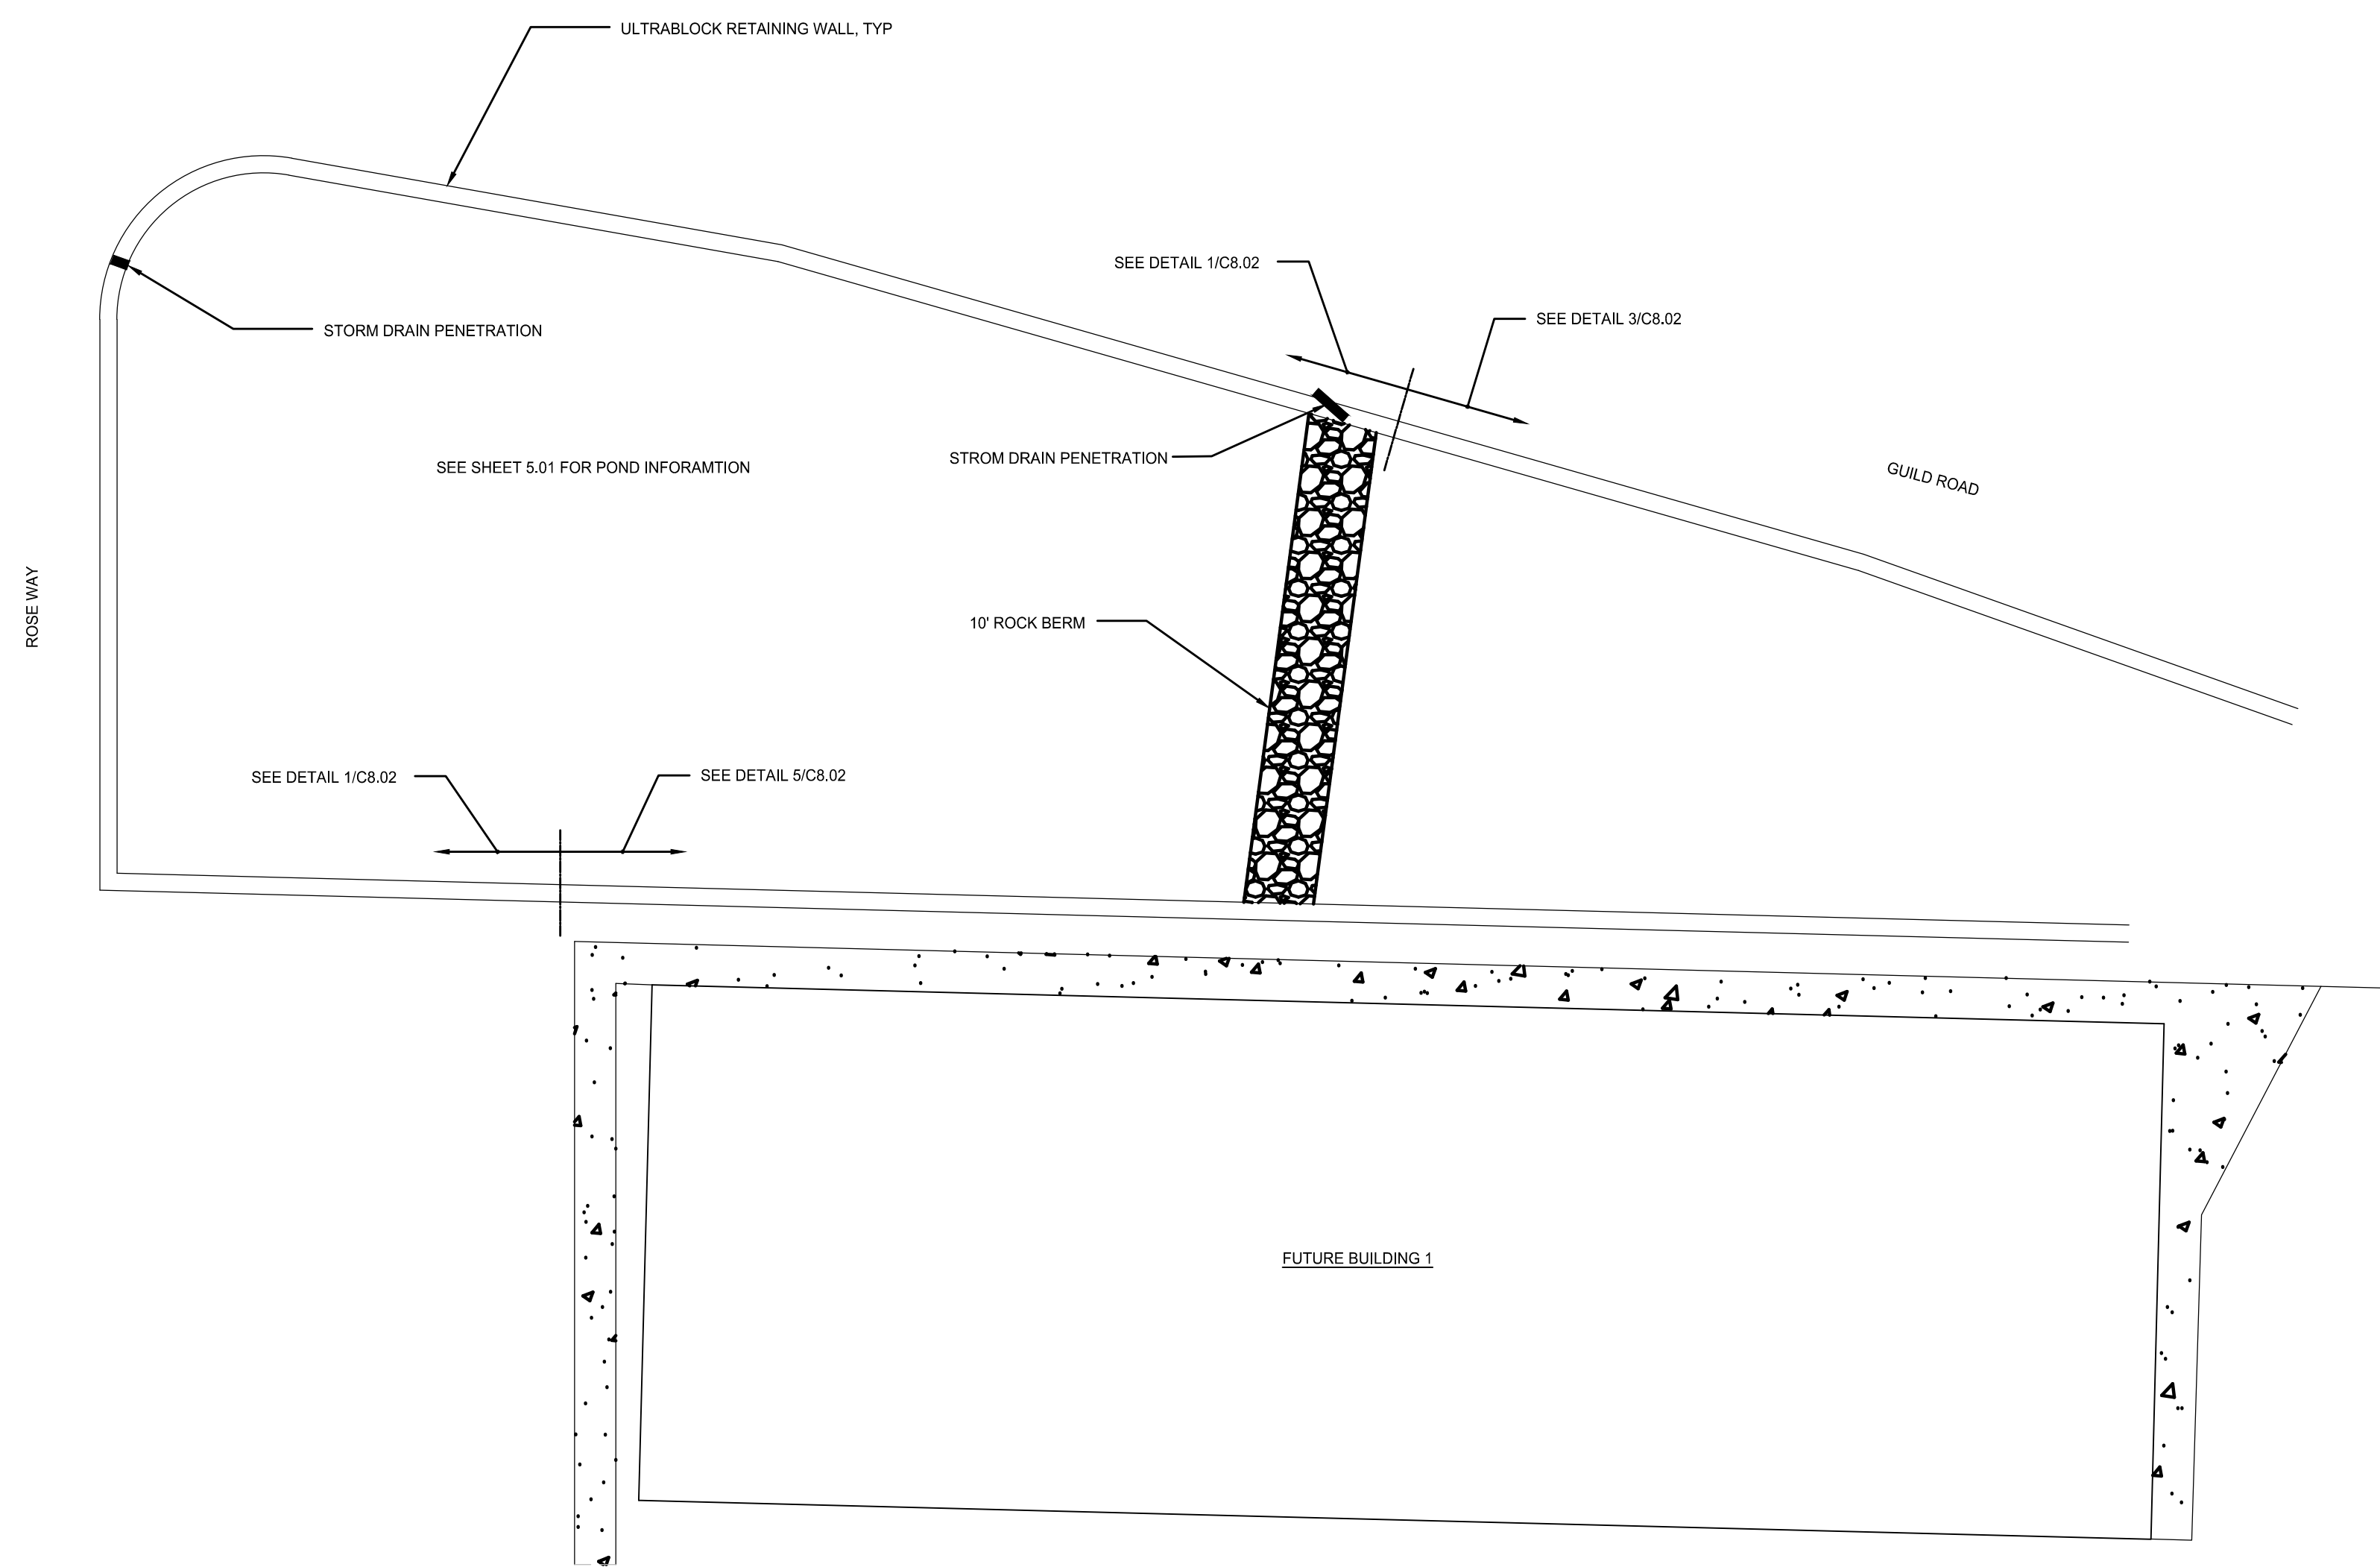 ULTRABLOCK RETAINING WALL, TYP
SEE DETAIL 1/C8.02
SEE DETAIL 3/C8.02
STORM DRAIN PENETRATION
STROM DRAIN PENETRATION
SEE SHEET 5.01 FOR POND INFORAMTION
GUILD ROAD
ROSE WAY
10' ROCK BERM
SEE DETAIL 1/C8.02
SEE DETAIL 5/C8.02
FUTURE BUILDING 1